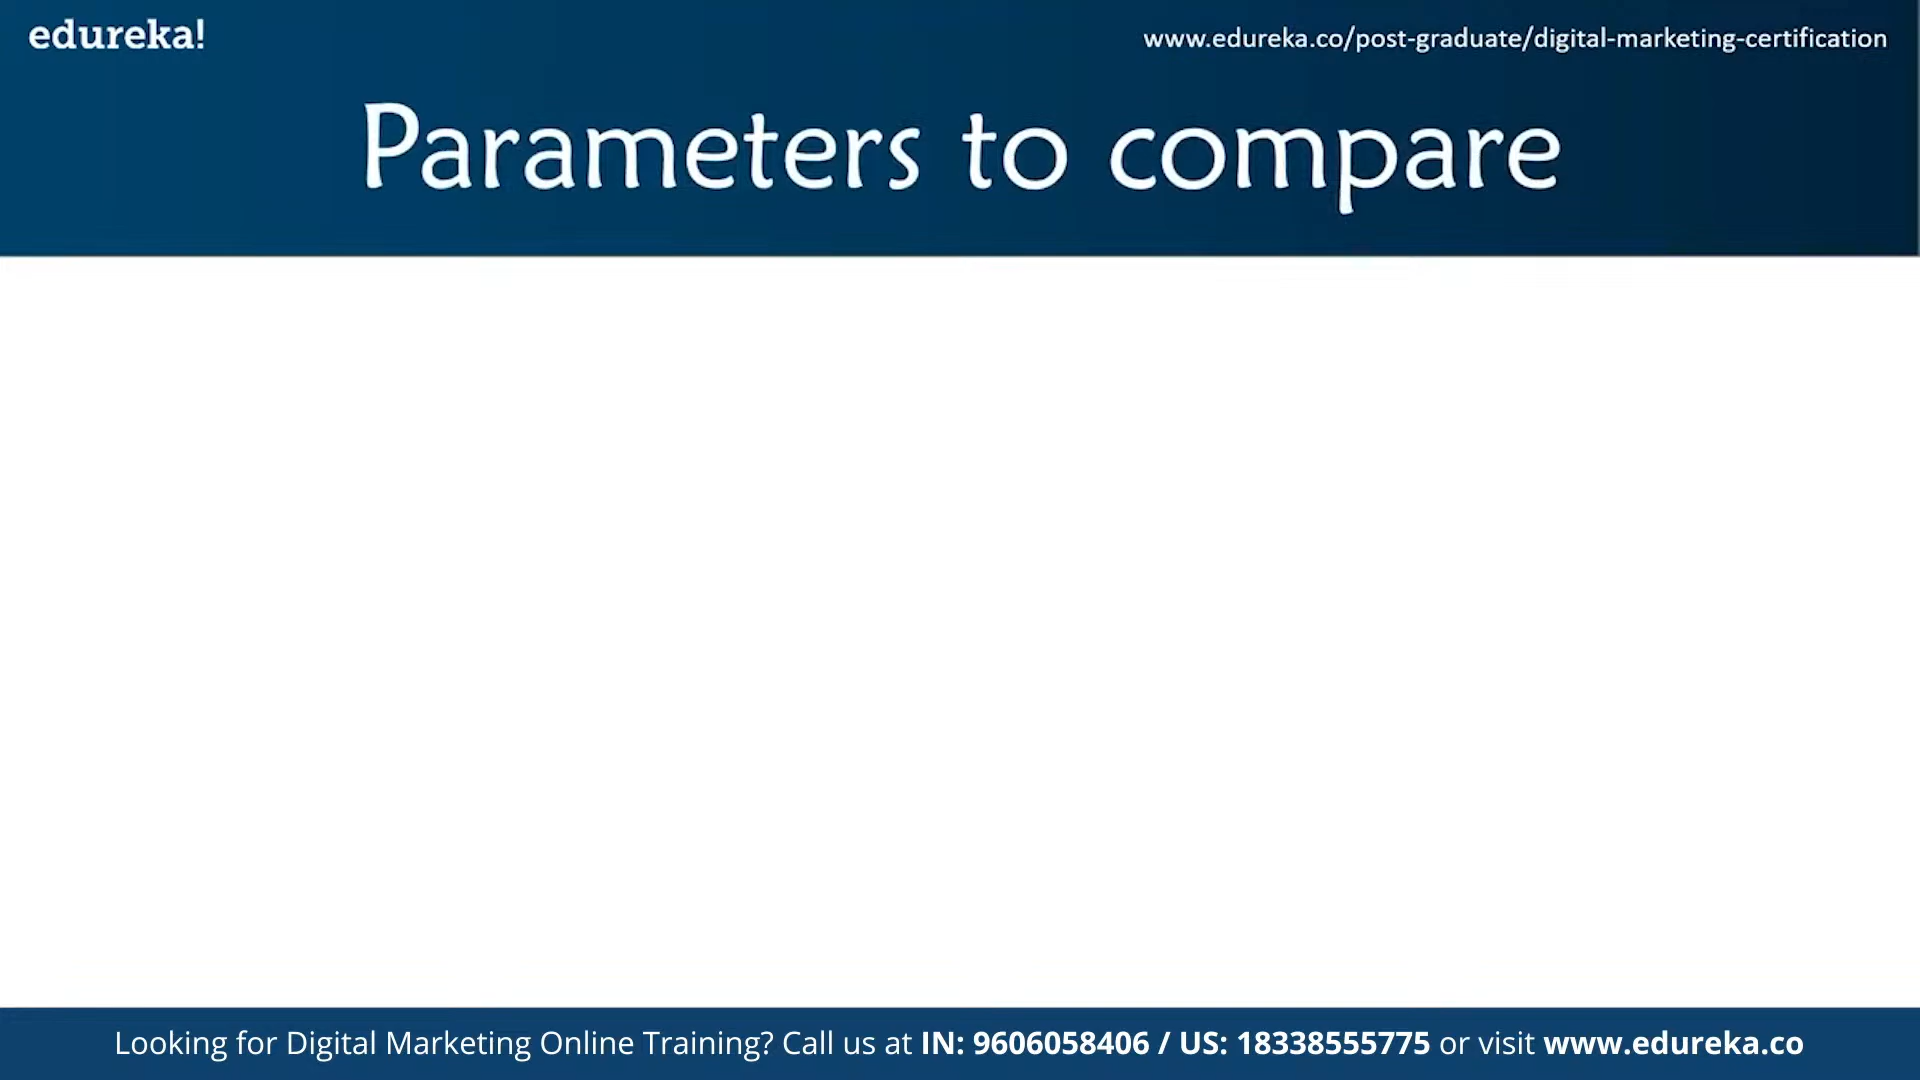 edureka!
www.edureka.co/post-graduate/digital-marketing-certification
Parameters to compare
Looking for Digital Marketing Online Training? Call us at IN: 9606058406 / US: 18338555775 or visit www.edureka.co